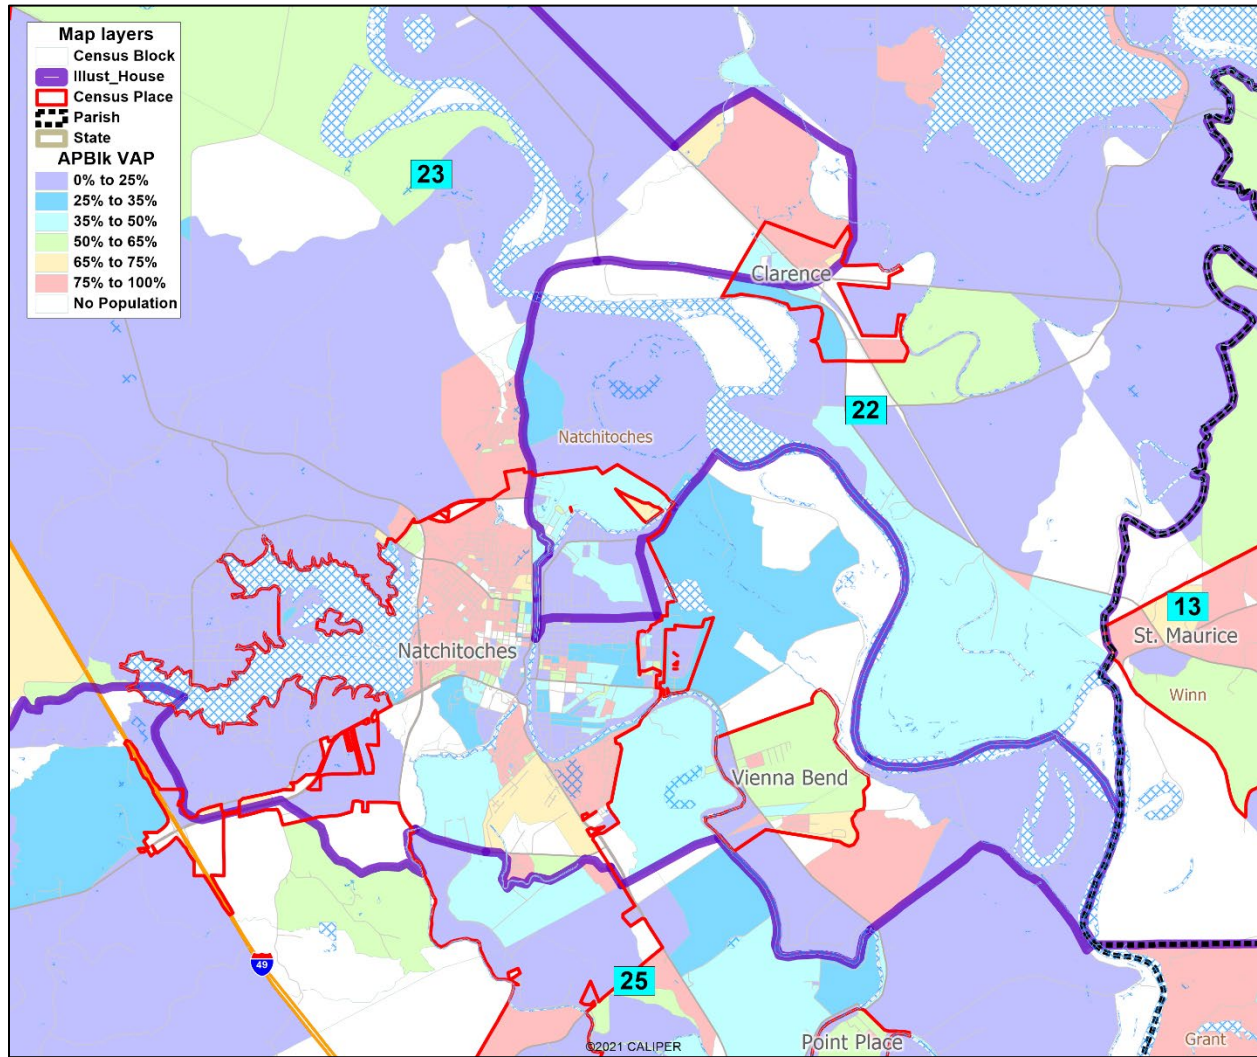 Map layers
Census Block
Illust_House
Census Place
Parish
State
APBlk VAP
0% to 25%
25% to 35%
35% to 50%
50% to 65%
65% to 75%
75% to 100%
No Population
23
Clarence
22
Natchitoches
13
St. Maurice
Natchitoches
Winn
Vienna Bend
49
25
Point Place
Grant
©2021 CALIPER